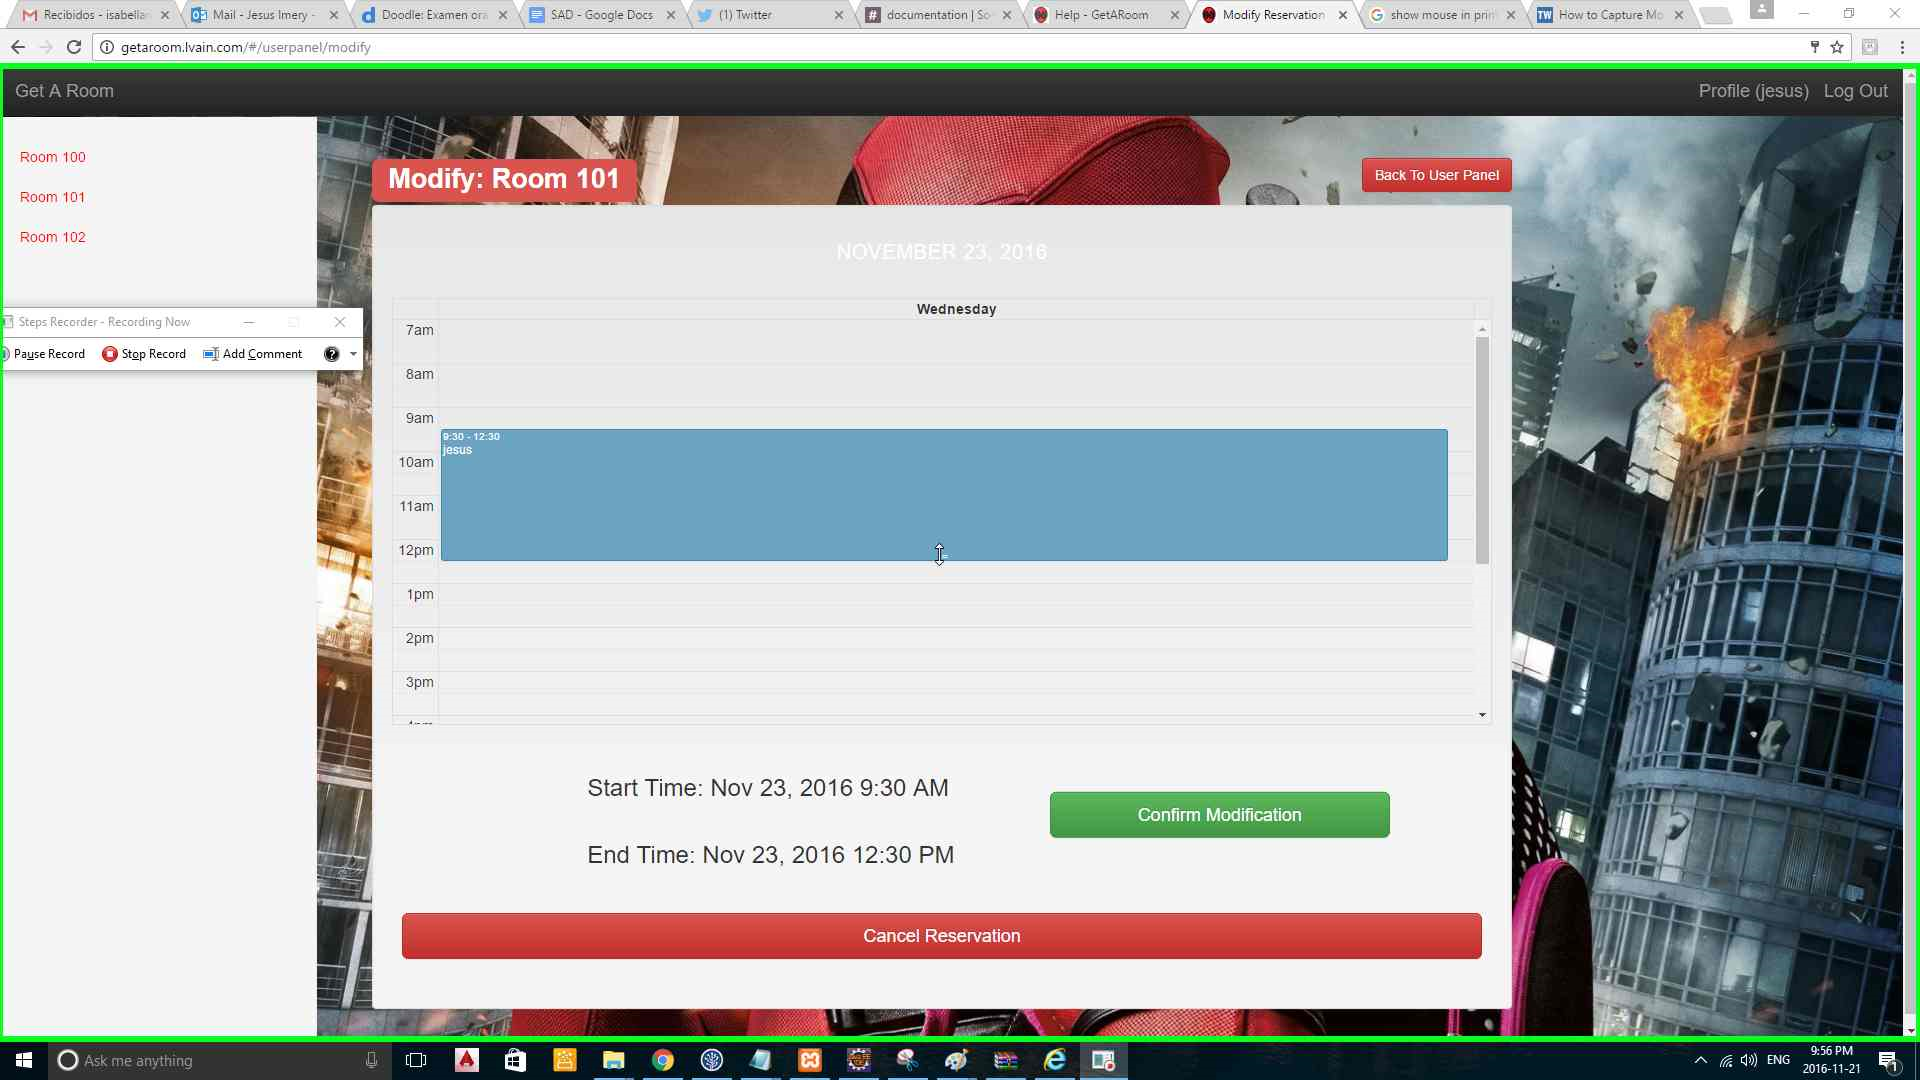 Recibidos - isabellar
Mail - Jesus Imery -
Doodle: Examen ora
SAD - Google Docs
(1) Twitter
documentation | So
Help - GetARoom
Modify Reservation
show mouse in print
How to Capture Mo
getaroom.lvain.com/#/userpanel/modify
Get A Room
Profile (jesus)
Log Out
Room 100
Room 101
Room 102
Modify: Room 101
Back To User Panel
NOVEMBER 23, 2016
Steps Recorder - Recording Now
Pause Record
Stop Record
Add Comment
Wednesday
7am
8am
9am
9:30 - 12:30
jesus
10am
11am
12pm
1pm
2pm
3pm
4pm
Start Time: Nov 23, 2016 9:30 AM
Confirm Modification
End Time: Nov 23, 2016 12:30 PM
Cancel Reservation
Ask me anything
ENG
9:56 PM
2016-11-21
1